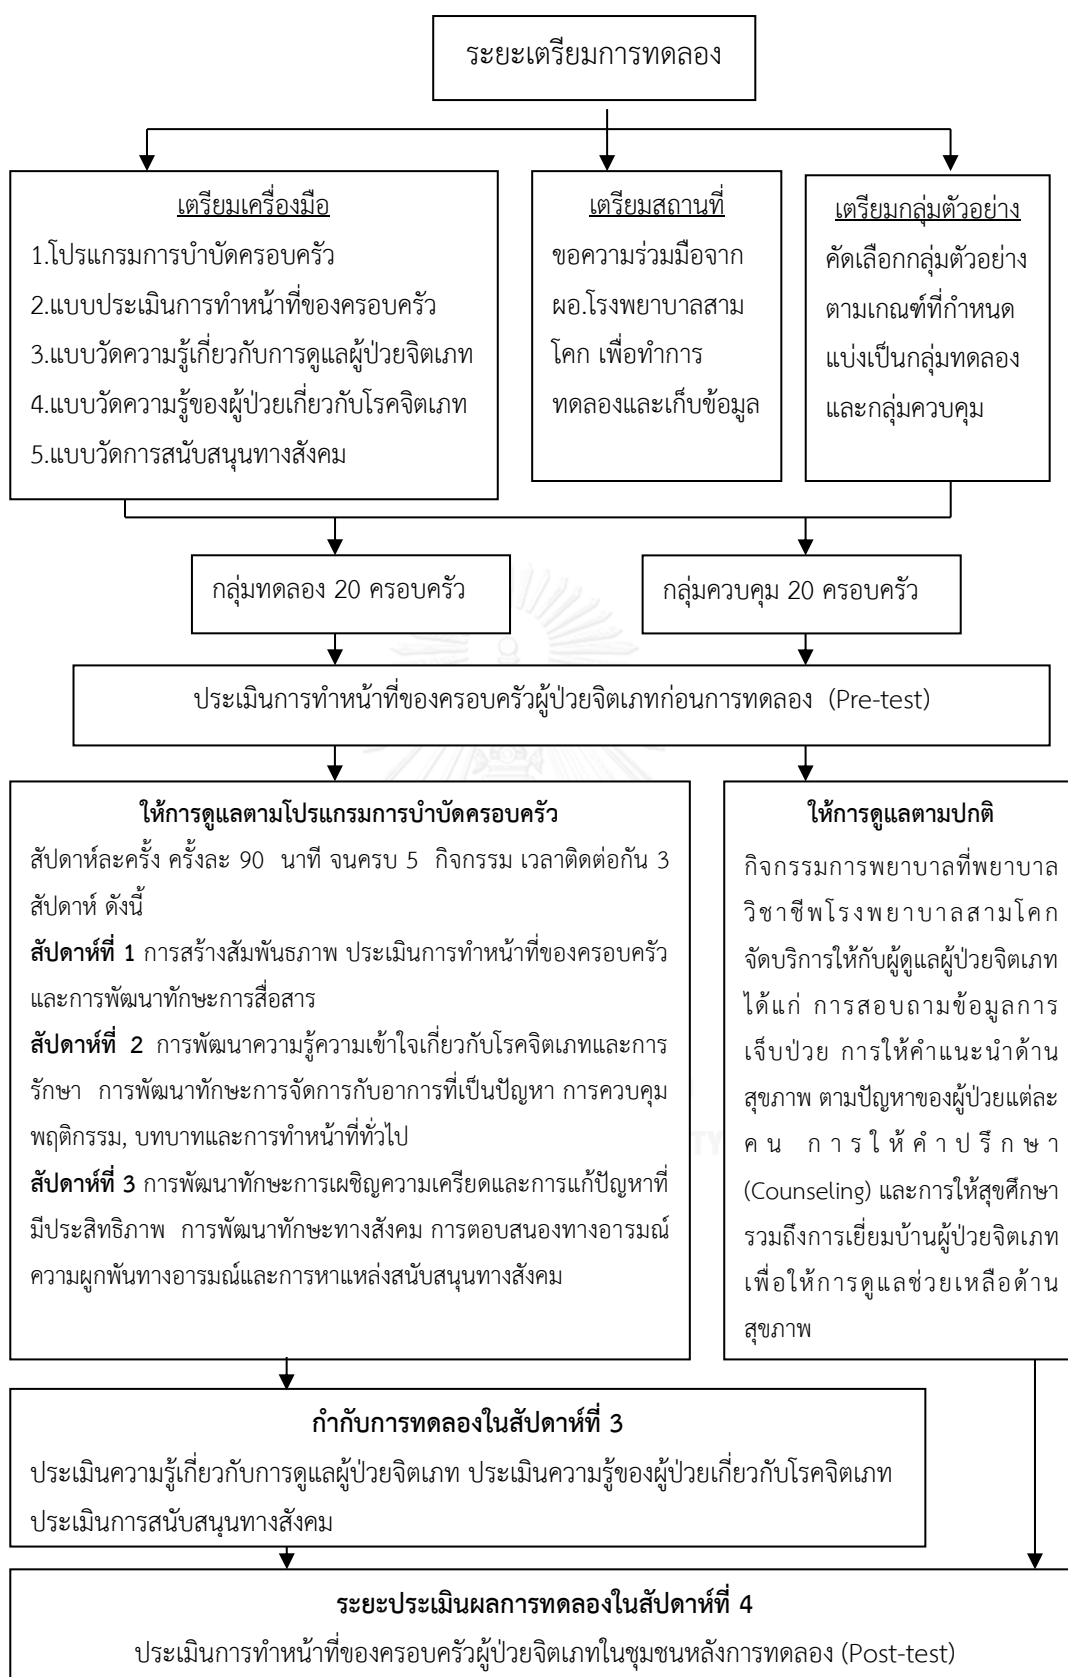 ระยะเตรียมการทดลอง
เตรียมเครื่องมือ
1.โปรแกรมการบำบัดครอบครัว
2.แบบประเมินการทำหน้าที่ของครอบครัว
3.แบบวัดความรู้เกี่ยวกับการดูแลผู้ป่วยจิตเภท
4.แบบวัดความรู้ของผู้ป่วยเกี่ยวกับโรคจิตเภท
5.แบบวัดการสนับสนุนทางสังคม
เตรียมสถานที่
ขอความร่วมมือจาก
ผอ.โรงพยาบาลสาม
โคก เพื่อทำการ
ทดลองและเก็บข้อมูล
เตรียมกลุ่มตัวอย่าง
คัดเลือกกลุ่มตัวอย่าง
ตามเกณฑ์ที่กำหนด
แบ่งเป็นกลุ่มทดลอง
และกลุ่มควบคุม
กลุ่มทดลอง 20 ครอบครัว
กลุ่มควบคุม 20 ครอบครัว
ประเมินการทำหน้าที่ของครอบครัวผู้ป่วยจิตเภทก่อนการทดลอง (Pre-test)
ให้การดูแลตามโปรแกรมการบำบัดครอบครัว
สัปดาห์ละครั้ง ครั้งละ 90 นาที จนครบ 5 กิจกรรม เวลาติดต่อกัน 3
สัปดาห์ ดังนี้
สัปดาห์ที่ 1 การสร้างสัมพันธภาพ ประเมินการทำหน้าที่ของครอบครัว
และการพัฒนาทักษะการสื่อสาร
สัปดาห์ที่ 2 การพัฒนาความรู้ความเข้าใจเกี่ยวกับโรคจิตเภทและการ
รักษา การพัฒนาทักษะการจัดการกับอาการที่เป็นปัญหา การควบคุม
พฤติกรรม, บทบาทและการทำหน้าที่ทั่วไป
สัปดาห์ที่ 3 การพัฒนาทักษะการเผชิญความเครียดและการแก้ปัญหาที่
มีประสิทธิภาพ การพัฒนาทักษะทางสังคม การตอบสนองทางอารมณ์
ความผูกพันทางอารมณ์และการหาแหล่งสนับสนุนทางสังคม
ให้การดูแลตามปกติ
กิจกรรมการพยาบาลที่พยาบาล
วิชาชีพโรงพยาบาลสามโคก
จัดบริการให้กับผู้ดูแลผู้ป่วยจิตเภท
ได้แก่ การสอบถามข้อมูลการ
เจ็บป่วย การให้คำแนะนำด้าน
สุขภาพ ตามปัญหาของผู้ป่วยแต่ละ
คน การให้คำปรึกษา
(Counseling) และการให้สุขศึกษา
รวมถึงการเยี่ยมบ้านผู้ป่วยจิตเภท
เพื่อให้การดูแลช่วยเหลือด้าน
สุขภาพ
กำกับการทดลองในสัปดาห์ที่ 3
ประเมินความรู้เกี่ยวกับการดูแลผู้ป่วยจิตเภท ประเมินความรู้ของผู้ป่วยเกี่ยวกับโรคจิตเภท
ประเมินการสนับสนุนทางสังคม
ระยะประเมินผลการทดลองในสัปดาห์ที่ 4
ประเมินการทำหน้าที่ของครอบครัวผู้ป่วยจิตเภทในชุมชนหลังการทดลอง (Post-test)